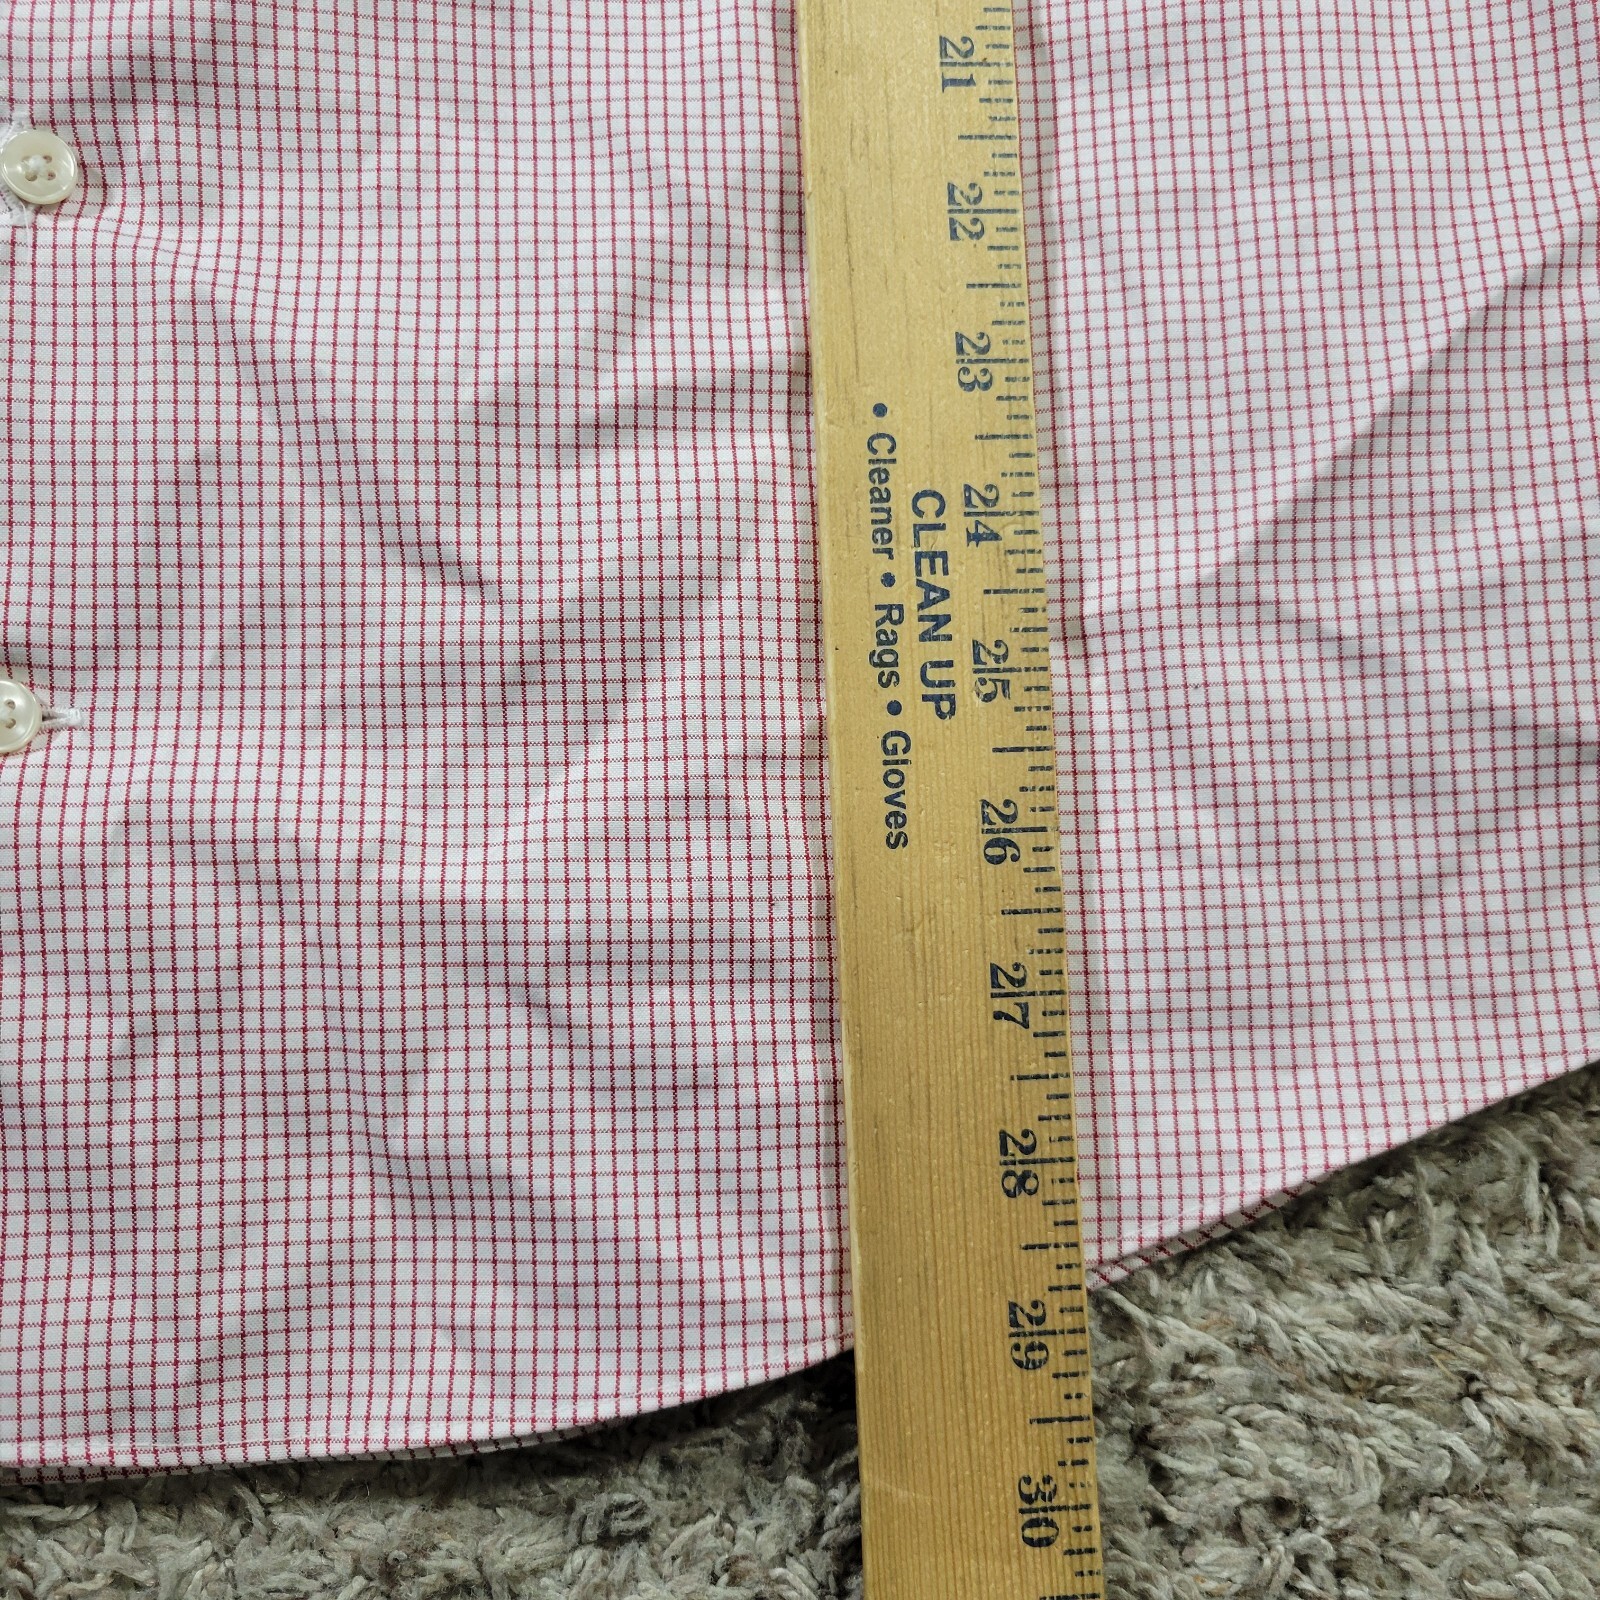 21 22 23 24 25 26 27 28 29 30
CLEAN UP
• Cleaner • Rags • Gloves